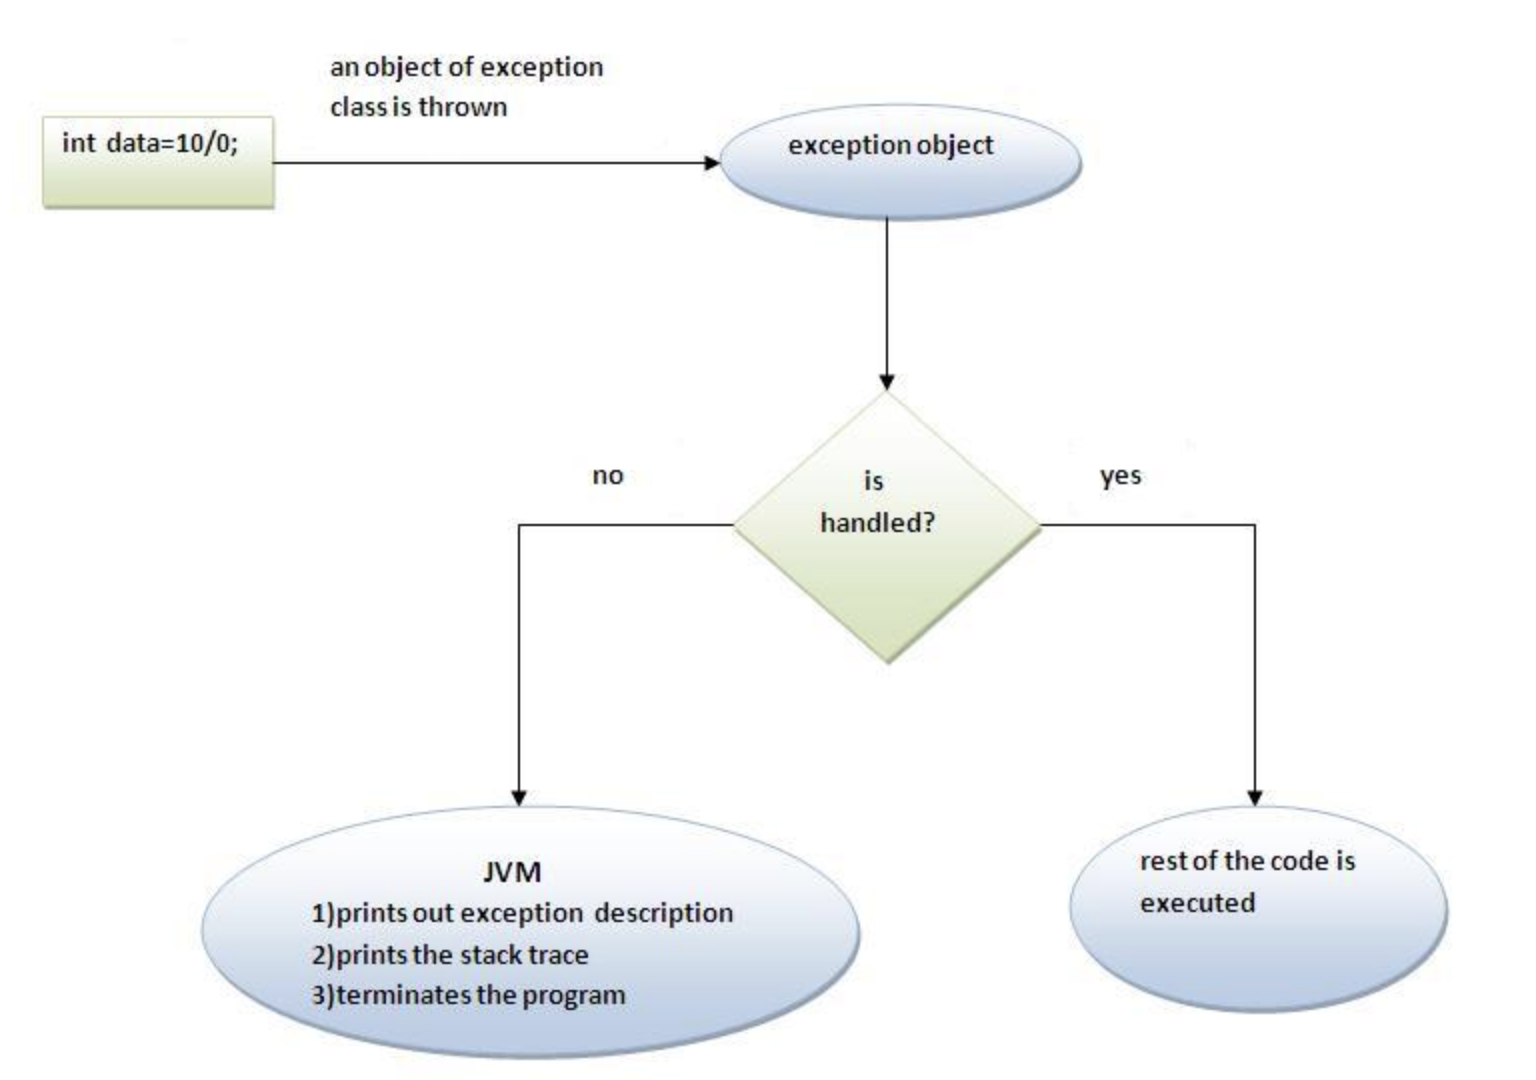 an object of exception
class is thrown
int data=10/0;
exception object
no
is
handled?
yes
JVM
1)prints out exception description
2)prints the stack trace
3)terminates the program
rest of the code is
executed